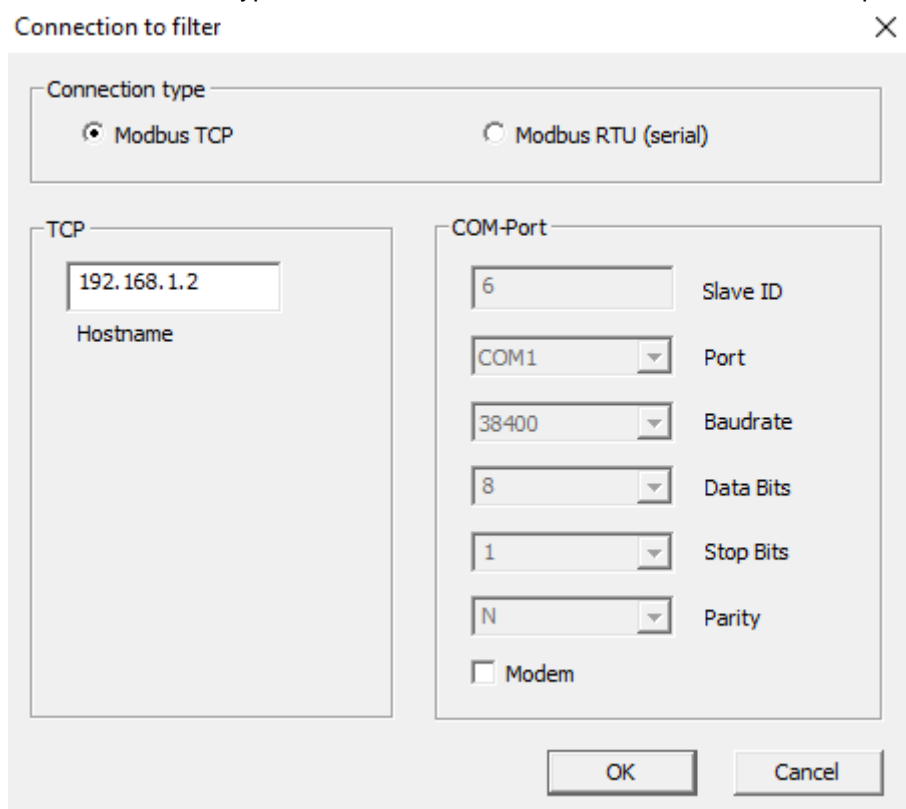 Connection to filter
Connection type
Modbus TCP
Modbus RTU (serial)
TCP
192.168.1.2
Hostname
COM-Port
6 Slave ID
COM1 Port
38400 Baudrate
8 Data Bits
1 Stop Bits
N Parity
Modem
OK
Cancel